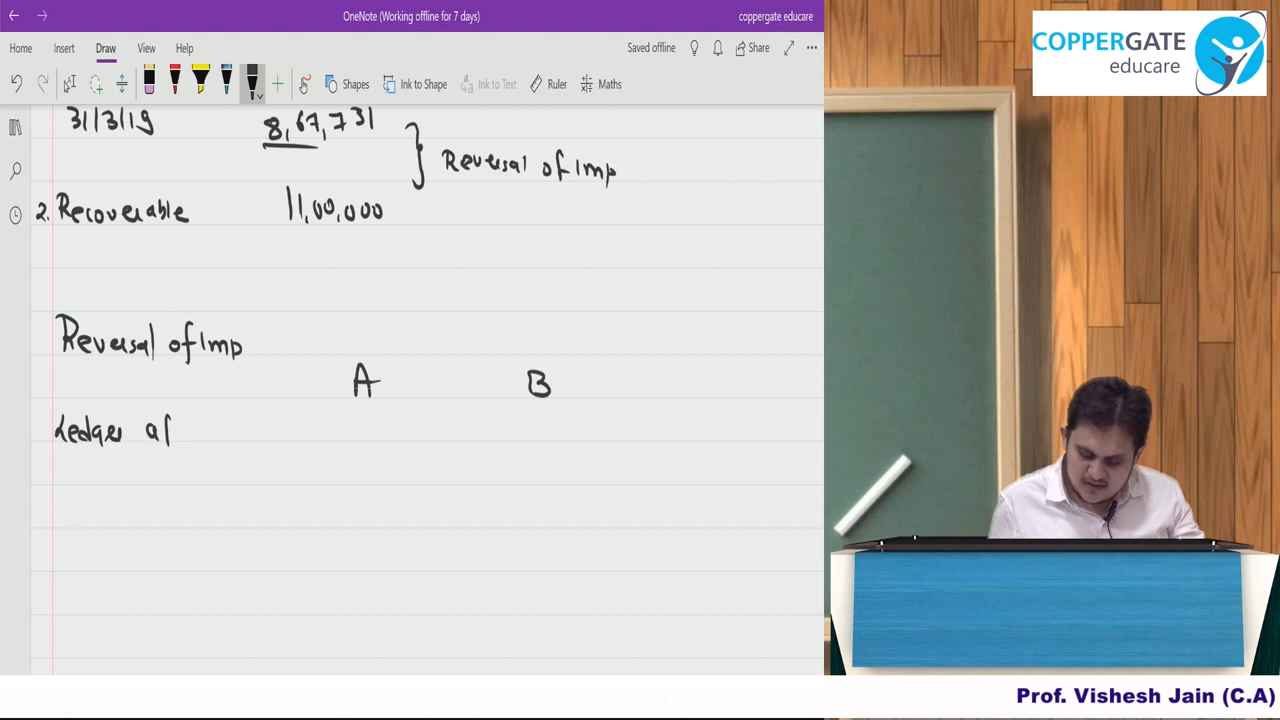 OneNote (Working offline for 7 days)
coppergate educare
Home Insert Draw View Help
Saved offline Share
Shapes Ink to Shape Ink to Text Ruler Maths
COPPERGATE
educare
31/3/19 8,67,731
Reversal of Imp
2. Recoverable 11,00,000
Reversal of Imp
A B
Ledger a/
Prof. Vishesh Jain (C.A)